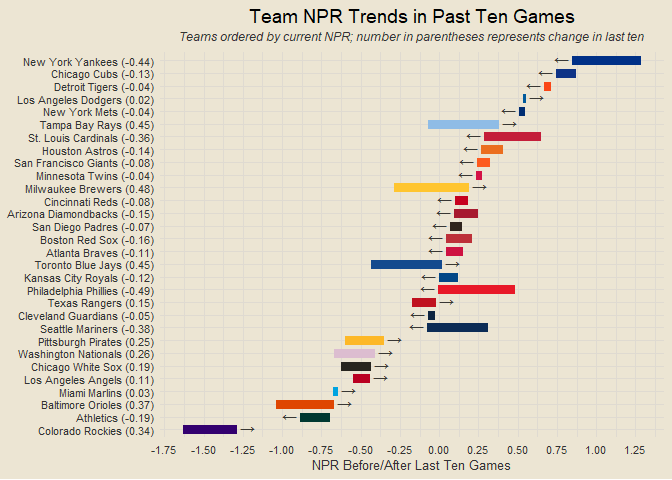 Team NPR Trends in Past Ten Games
Teams ordered by current NPR; number in parentheses represents change in last ten
New York Yankees (-0.44)
Chicago Cubs (-0.13)
Detroit Tigers (-0.04)
Los Angeles Dodgers (0.02)
New York Mets (-0.04)
Tampa Bay Rays (0.45)
St. Louis Cardinals (-0.36)
Houston Astros (-0.14)
San Francisco Giants (-0.08)
Minnesota Twins (-0.04)
Milwaukee Brewers (0.48)
Cincinnati Reds (-0.08)
Arizona Diamondbacks (-0.15)
San Diego Padres (-0.07)
Boston Red Sox (-0.16)
Atlanta Braves (-0.11)
Toronto Blue Jays (0.45)
Kansas City Royals (-0.12)
Philadelphia Phillies (-0.49)
Texas Rangers (0.15)
Cleveland Guardians (-0.05)
Seattle Mariners (-0.38)
Pittsburgh Pirates (0.25)
Washington Nationals (0.26)
Chicago White Sox (0.19)
Los Angeles Angels (0.11)
Miami Marlins (0.03)
Baltimore Orioles (0.37)
Athletics (-0.19)
Colorado Rockies (0.34)
-1.75 -1.50 -1.25 -1.00 -0.75 -0.50 -0.25 0.00 0.25 0.50 0.75 1.00 1.25
NPR Before/After Last Ten Games